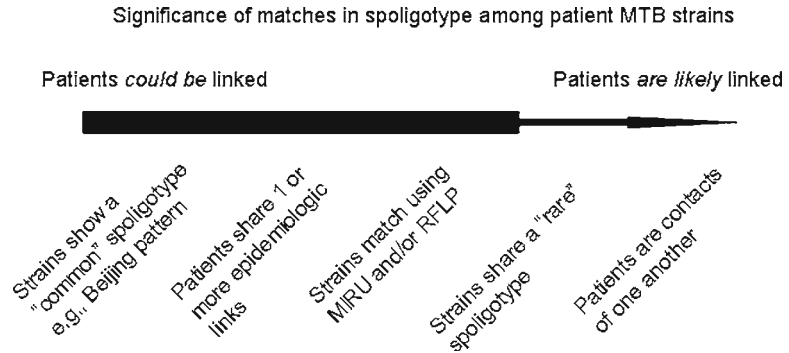 Significance of matches in spoligotype among patient MTB strains
Patients could be linked
Patients are likely linked
Strains show a
"common" spoligotype
e.g., Beijing pattern
Patients share 1 or
more epidemiologic
links
Strains match using
MIRU and/or RFLP
Strains share a "rare"
spoligotype
Patients are contacts
of one another